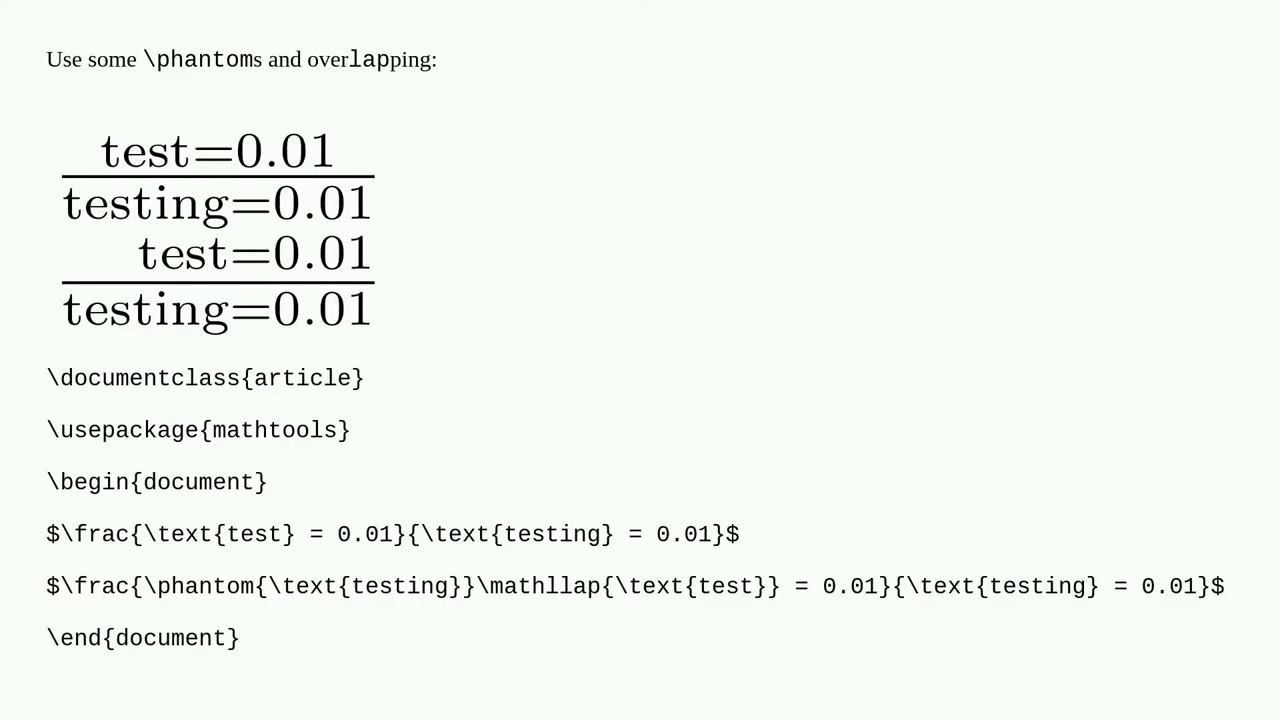 Use some \phantoms and overlapping:
test=0.01
testing=0.01
test=0.01
testing=0.01
\documentclass{article}
\usepackage{mathtools}
\begin{document}
$\frac{\text{test} = 0.01}{\text{testing} = 0.01}$
$\frac{\phantom{\text{testing}}\mathllap{\text{test}} = 0.01}{\text{testing} = 0.01}$
\end{document}